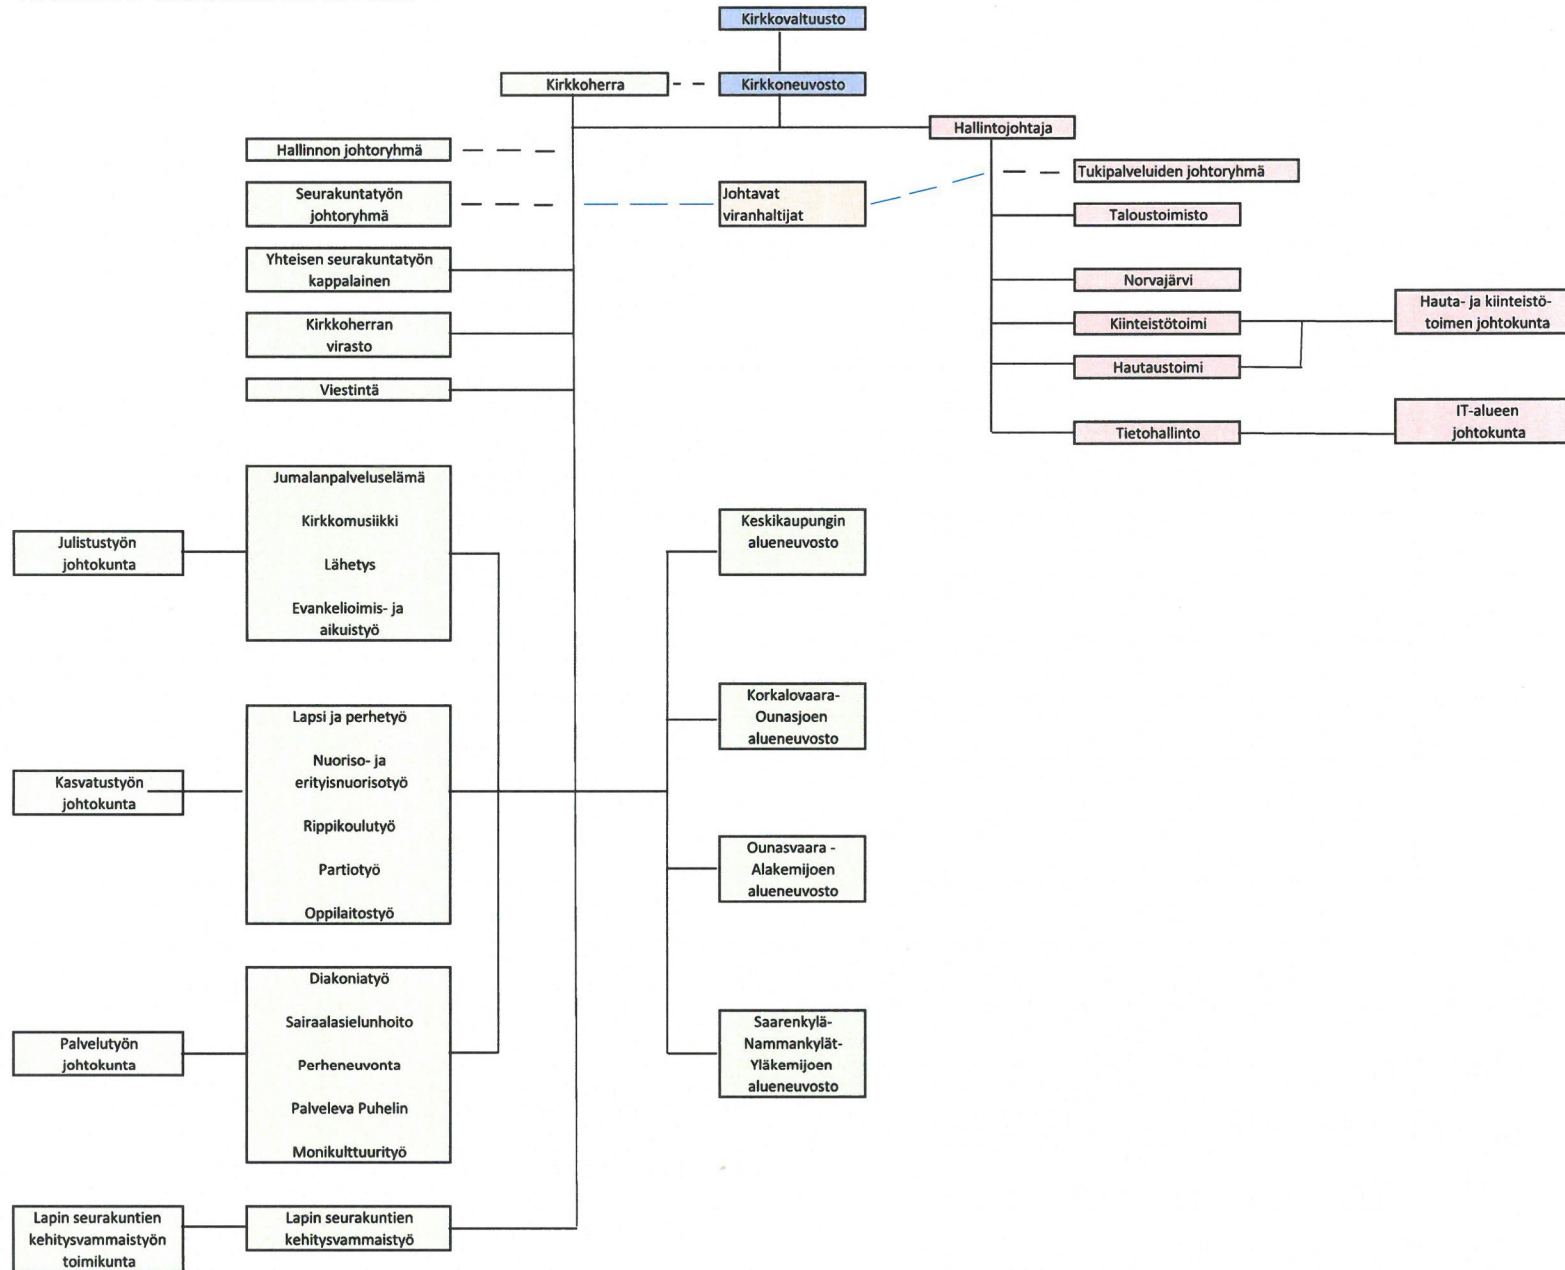 Kirkkovaltuusto
Kirkkoherra
Kirkkoneuvosto
Hallintojohtaja
Hallinnon johtoryhmä
Tukipalveluiden johtoryhmä
Seurakuntatyön
johtoryhmä
Johtavat
viranhaltijat
Taloustoimisto
Yhteisen seurakuntatyön
kappalainen
Norvajärvi
Kirkkoherran
virasto
Kiinteistötoimi
Hauta- ja kiinteistö-
toimen johtokunta
Hautaustoimi
Viestintä
Tietohallinto
IT-alueen
johtokunta
Julistustyön
johtokunta
Jumalanpalveluselämä
Kirkkomusiikki
Lähetys
Evankelioimis- ja
aikuistyö
Keskikaupungin
alueneuvosto
Kasvatustyön
johtokunta
Lapsi ja perhetyö
Nuoriso- ja
erityisnuorisotyö
Rippikoulutyö
Partiotyö
Oppilaitostyö
Korkalovaara-
Ounasjoen
alueneuvosto
Ounasvaara -
Alakemijoen
alueneuvosto
Palvelutyön
johtokunta
Diakoniatyö
Sairaalasielunhoito
Perheneuvonta
Palveleva Puhelin
Monikulttuurityö
Saarenkylä-
Nammankylät-
Yläkemijoen
alueneuvosto
Lapin seurakuntien
kehitysvammaistyön
toimikunta
Lapin seurakuntien
kehitysvammaistyö